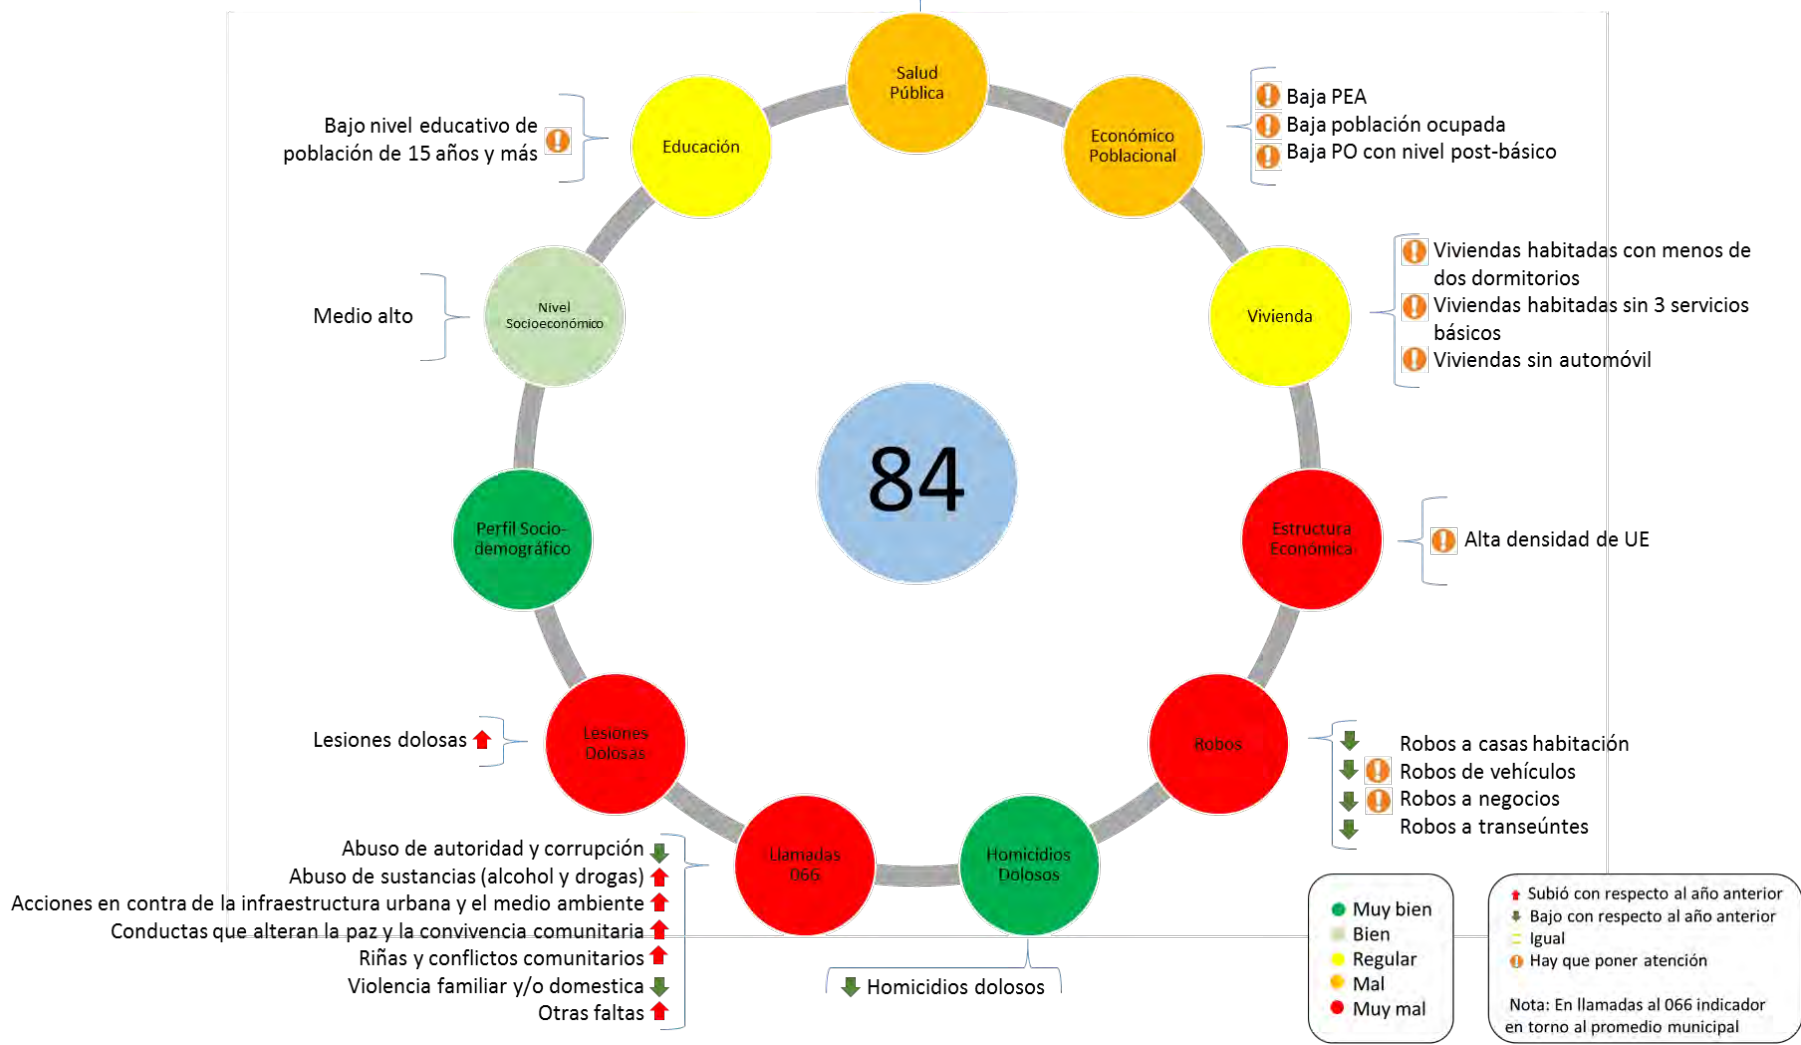 Salud
Pública
Económico
Poblacional
Baja PEA
Baja población ocupada
Baja PO con nivel post-básico
Bajo nivel educativo de
población de 15 años y más
Educación
Viviendas habitadas con menos de
dos dormitorios
Viviendas habitadas sin 3 servicios
básicos
Viviendas sin automóvil
Vivienda
Medio alto
Nivel
Socioeconómico
84
Perfil Socio-
demográfico
Estructura
Económica
Alta densidad de UE
Lesiones dolosas
Lesiones
Dolosas
Robos
Robos a casas habitación
Robos de vehículos
Robos a negocios
Robos a transeúntes
Llamadas
066
Homicidios
Dolosos
Abuso de autoridad y corrupción
Abuso de sustancias (alcohol y drogas)
Acciones en contra de la infraestructura urbana y el medio ambiente
Conductas que alteran la paz y la convivencia comunitaria
Riñas y conflictos comunitarios
Violencia familiar y/o domestica
Otras faltas
Homicidios dolosos
Muy bien
Bien
Regular
Mal
Muy mal
Subió con respecto al año anterior
Bajo con respecto al año anterior
Igual
Hay que poner atención
Nota: En llamadas al 066 indicador
en torno al promedio municipal